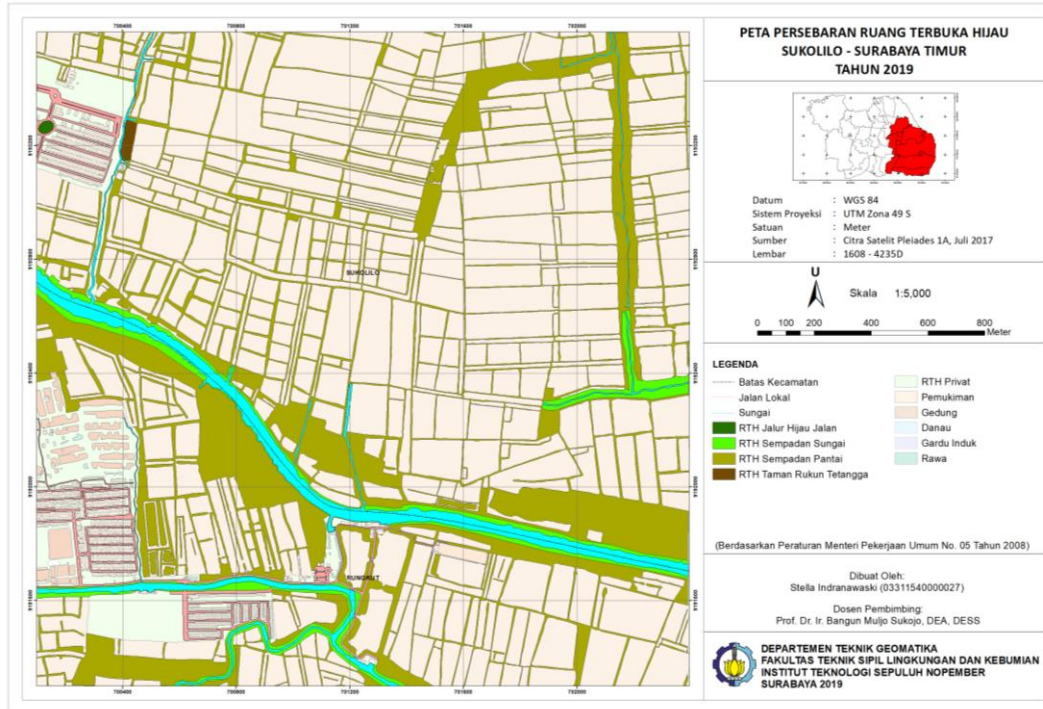 PETA PERSEBARAN RUANG TERBUKA HIJAU
SUKOLILO - SURABAYA TIMUR
TAHUN 2019
Datum : WGS 84
Sistem Proyeksi : UTM Zona 49 S
Satuan : Meter
Sumber : Citra Satelit Pleiades 1A, Juli 2017
Lembar : 1608 - 4235D
U
Skala 1:5,000
0 100 200 400 600 800
Meter
LEGENDA
Batas Kecamatan
Jalan Lokal
Sungai
RTH Jalur Hijau Jalan
RTH Sempadan Sungai
RTH Sempadan Pantai
RTH Taman Rukun Tetangga
RTH Privat
Pemukiman
Gedung
Danau
Gardu Induk
Rawa
(Berdasarkan Peraturan Menteri Pekerjaan Umum No. 05 Tahun 2008)
Dibuat Oleh:
Stella Indranawaski (03311540000027)
Dosen Pembimbing:
Prof. Dr. Ir. Bangun Muljo Sukojo, DEA, DESS
DEPARTEMEN TEKNIK GEOMATIKA
FAKULTAS TEKNIK SIPIL LINGKUNGAN DAN KEBUMIAN
INSTITUT TEKNOLOGI SEPULUH NOPEMBER
SURABAYA 2019
SUKOLILO
RUNGKUT